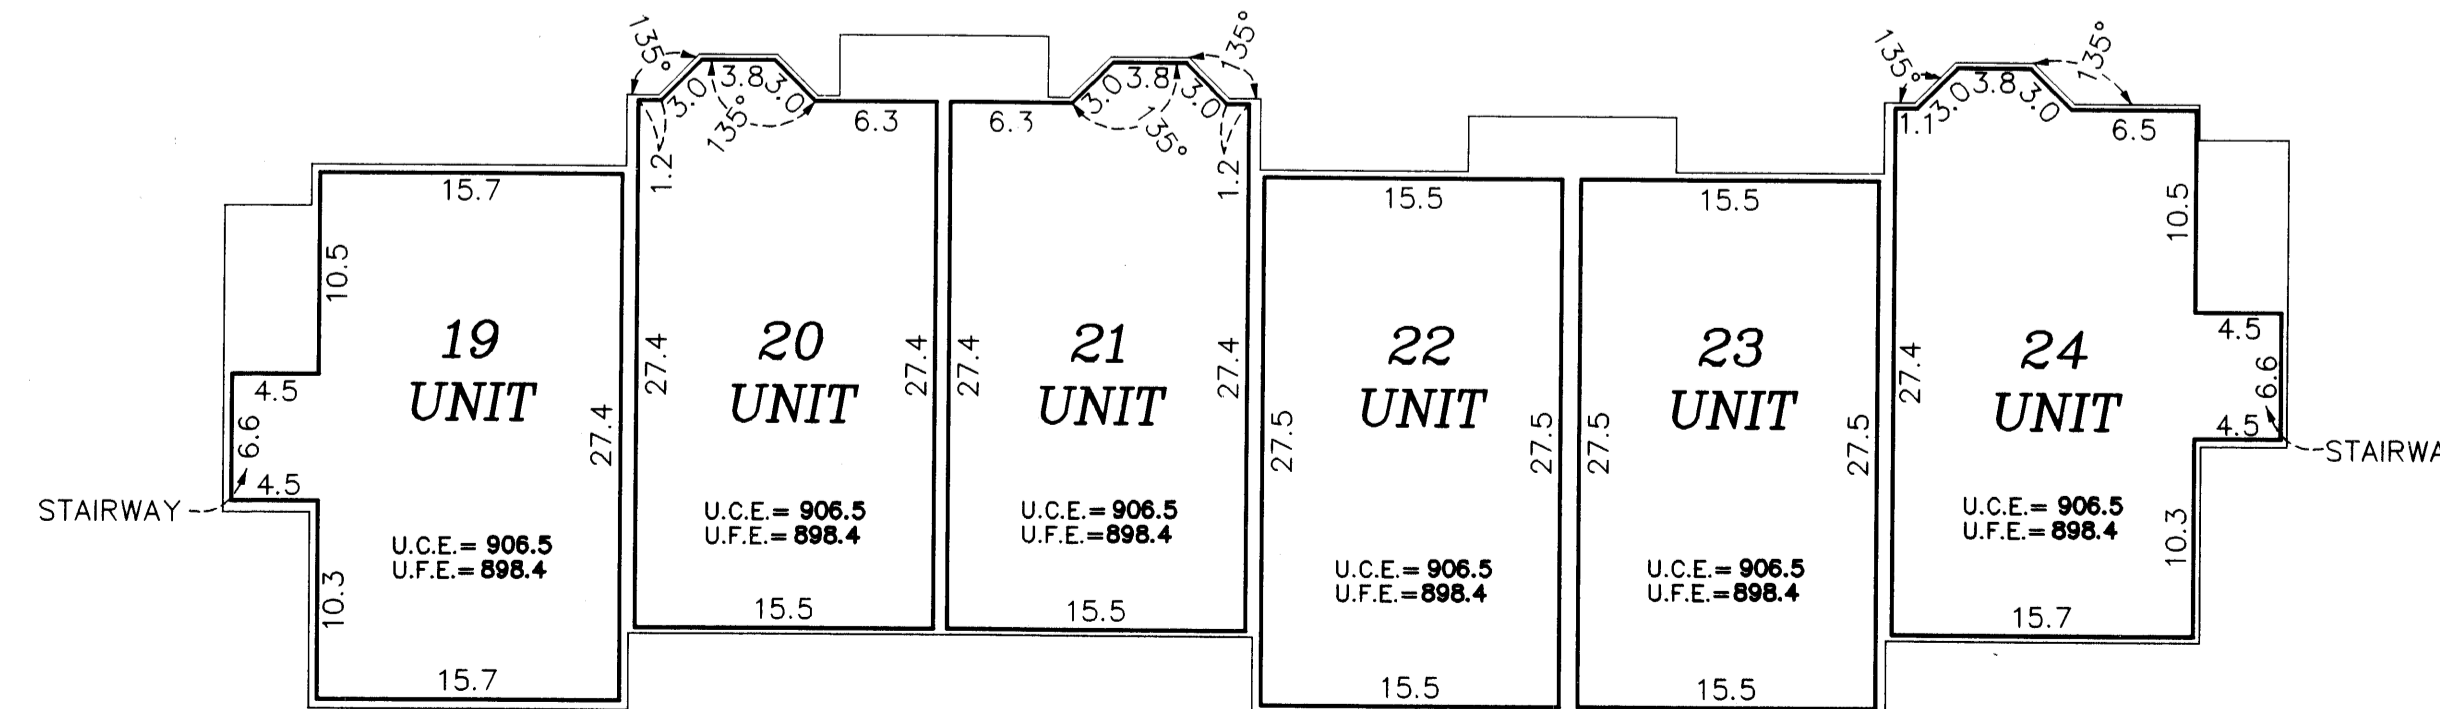 135°
3.0
3.8
3.0
135°
6.3
1.2
6.3
3.0
3.8
3.0
135°
135°
1.2
135°
1.1
3.0
3.8
3.0
135°
6.5
15.7
10.5
4.5
6.6
4.5
STAIRWAY
10.3
27.4
15.7
19
UNIT
U.C.E.= 906.5
U.F.E.= 898.4
27.4
27.4
15.5
20
UNIT
U.C.E.= 906.5
U.F.E.= 898.4
27.4
27.4
15.5
21
UNIT
U.C.E.= 906.5
U.F.E.=898.4
15.5
27.5
27.5
15.5
22
UNIT
U.C.E.= 906.5
U.F.E.=898.4
15.5
27.5
27.5
15.5
23
UNIT
U.C.E.= 906.5
U.F.E.=898.4
27.4
10.5
4.5
6.6
4.5
STAIRWA
10.3
15.7
24
UNIT
U.C.E.= 906.5
U.F.E.= 898.4